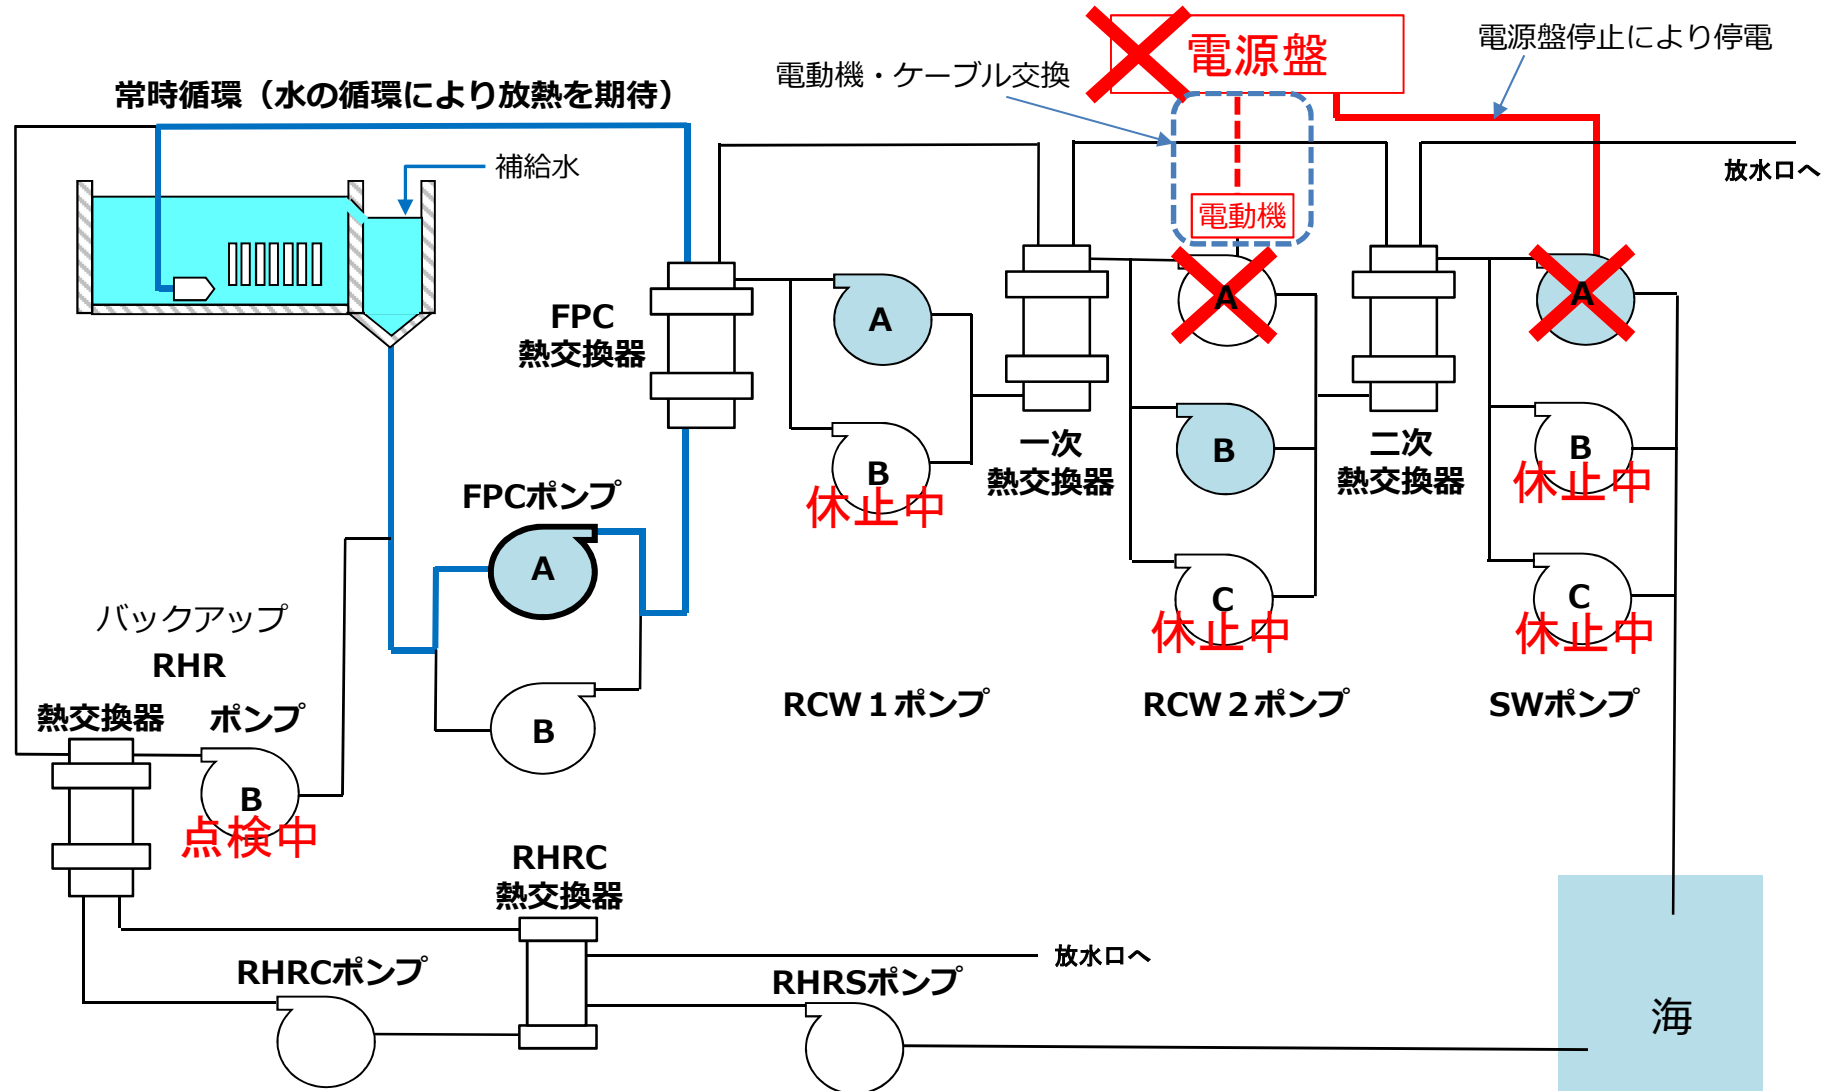 電源盤
電源盤停止により停電
電動機・ケーブル交換
常時循環（水の循環により放熱を期待）
補給水
放水口へ
電動機
FPC
熱交換器
A
B
休止中
一次
熱交換器
A
B
C
休止中
二次
熱交換器
A
B
休止中
C
休止中
FPCポンプ
A
B
バックアップ
RHR
熱交換器
ポンプ
B
点検中
RCW１ポンプ
RCW２ポンプ
SWポンプ
RHRC
熱交換器
放水口へ
RHRCポンプ
RHRSポンプ
海